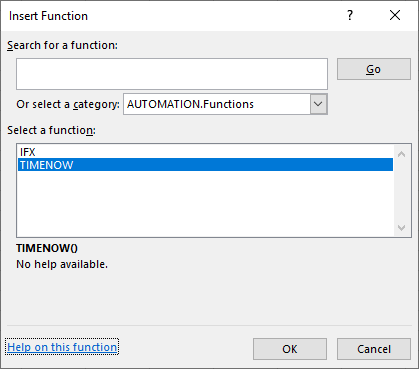 Insert Function
?
Search for a function:
Go
Or select a category: AUTOMATION.Functions
Select a function:
IFX
TIMENOW
TIMENOW()
No help available.
Help on this function
OK
Cancel